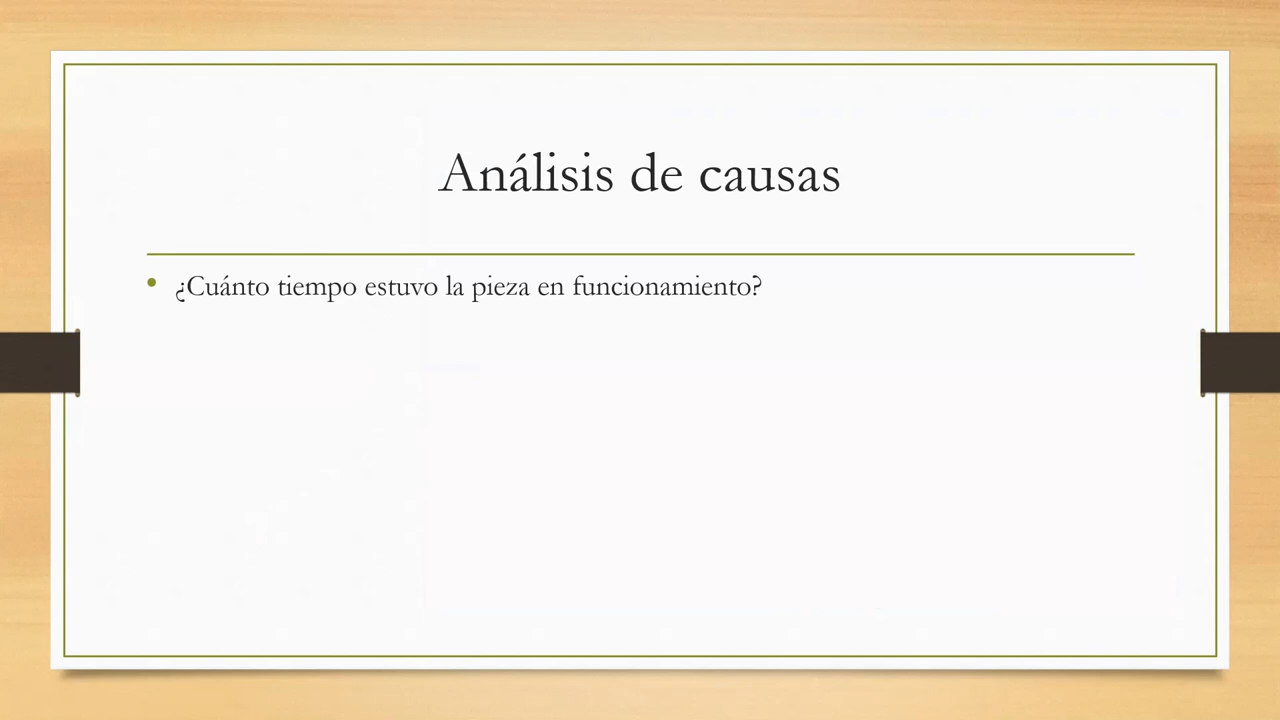 Análisis de causas
• ¿Cuánto tiempo estuvo la pieza en funcionamiento?